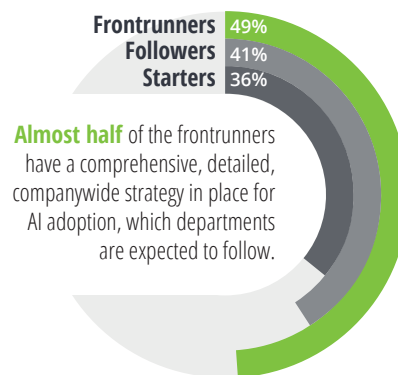 Frontrunners 49%
Followers 41%
Starters 36%
Almost half of the frontrunners
have a comprehensive, detailed,
companywide strategy in place for
AI adoption, which departments
are expected to follow.